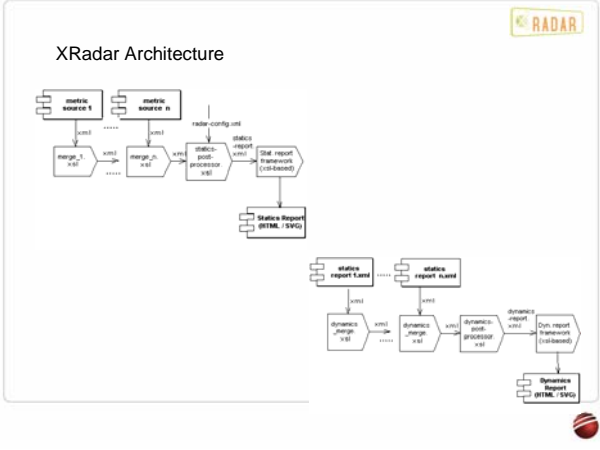 RADAR
XRadar Architecture
metric
source 1
metric
source n
.....
xml
xml
radar-config.xml
merge_1.
xsl
xml
.....
merge_n.
xsl
xml
statics-
post-
processor.
xsl
statics
-report.
xml
Stat. report
framework
(xsl-based)
Statics Report
(HTML / SVG)
statics
report 1.xml
.....
statics
report n.xml
xml
xml
dynamics
_merge.
xsl
xml
.....
dynamics
_merge.
xsl
xml
dynamics-
post-
processor.
xsl
dynamics
-report.
xml
Dyn. report
framework
(xsl-based)
Dynamics
Report
(HTML / SVG)